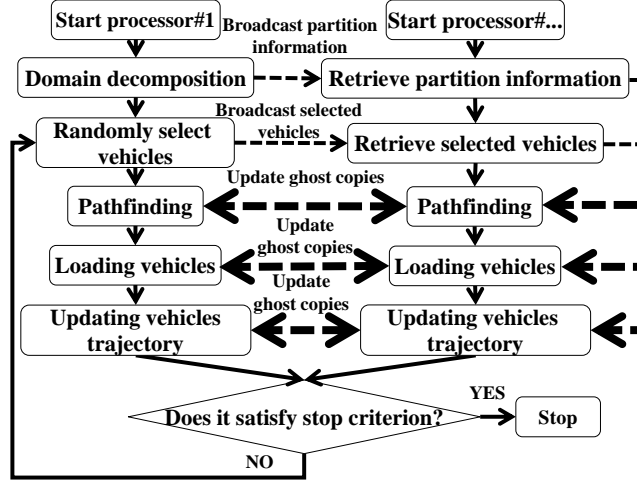 Start processor#1
Broadcast partition
information
Start processor#...
Domain decomposition
Retrieve partition information
Randomly select
vehicles
Broadcast selected
vehicles
Retrieve selected vehicles
Update ghost copies
Pathfinding
Pathfinding
Update
ghost copies
Loading vehicles
Loading vehicles
Update
ghost copies
Updating vehicles
trajectory
Updating vehicles
trajectory
Does it satisfy stop criterion?
YES
Stop
NO